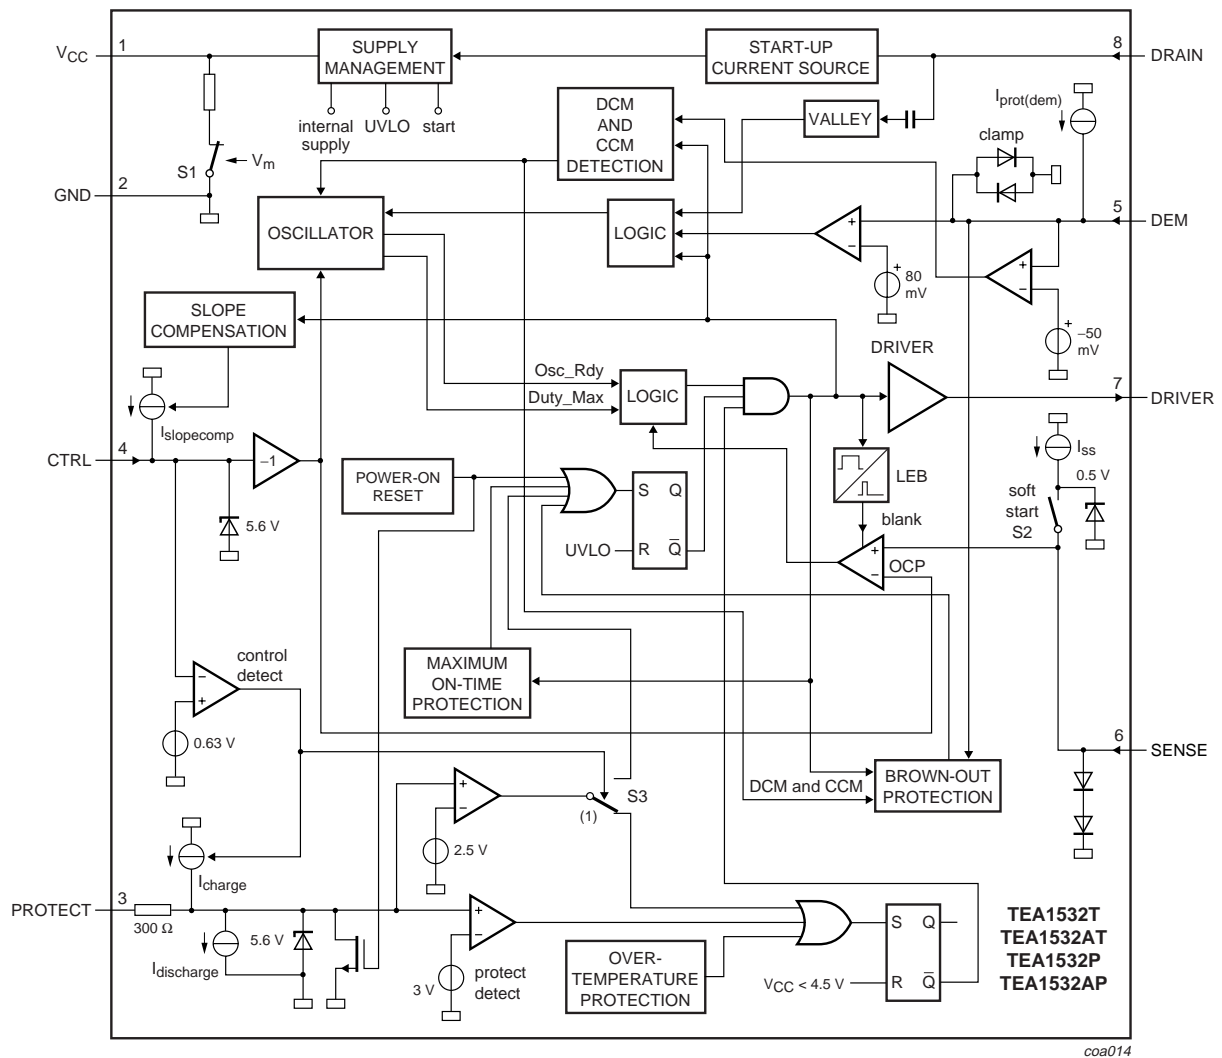 VCC
1
SUPPLY
MANAGEMENT
START-UP
CURRENT SOURCE
8
DRAIN
internal
supply
UVLO
start
DCM
AND
CCM
DETECTION
VALLEY
Iprot(dem)
clamp
S1
Vm
2
GND
OSCILLATOR
LOGIC
+
−
5
DEM
+
80
mV
+
−
+
−50
mV
SLOPE
COMPENSATION
DRIVER
Osc_Rdy
Duty_Max
LOGIC
7
DRIVER
Islopecomp
4
CTRL
−1
5.6 V
POWER-ON
RESET
S
Q
R
Q
UVLO
LEB
blank
+
−
OCP
Iss
0.5 V
soft
start
S2
control
detect
−
+
0.63 V
MAXIMUM
ON-TIME
PROTECTION
6
SENSE
BROWN-OUT
PROTECTION
DCM and CCM
S3
(1)
+
−
2.5 V
Icharge
3
PROTECT
300 Ω
5.6 V
Idischarge
+
−
3 V
protect
detect
OVER-
TEMPERATURE
PROTECTION
S
Q
R
Q
VCC < 4.5 V
TEA1532T
TEA1532AT
TEA1532P
TEA1532AP
coa014